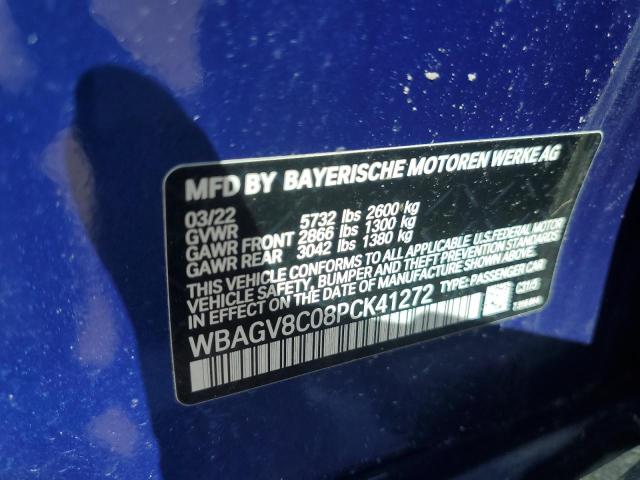 MFD BY BAYERISCHE MOTOREN WERKE AG
03/22
GVWR 5732 lbs 2600 kg
GAWR FRONT 2866 lbs 1300 kg
GAWR REAR 3042 lbs 1380 kg
THIS VEHICLE CONFORMS TO ALL APPLICABLE U.S. FEDERAL MOTOR
VEHICLE SAFETY, BUMPER AND THEFT PREVENTION STANDARDS
IN EFFECT ON THE DATE OF MANUFACTURE SHOWN ABOVE.
WBAGV8C08PCK41272 TYPE: PASSENGER CAR